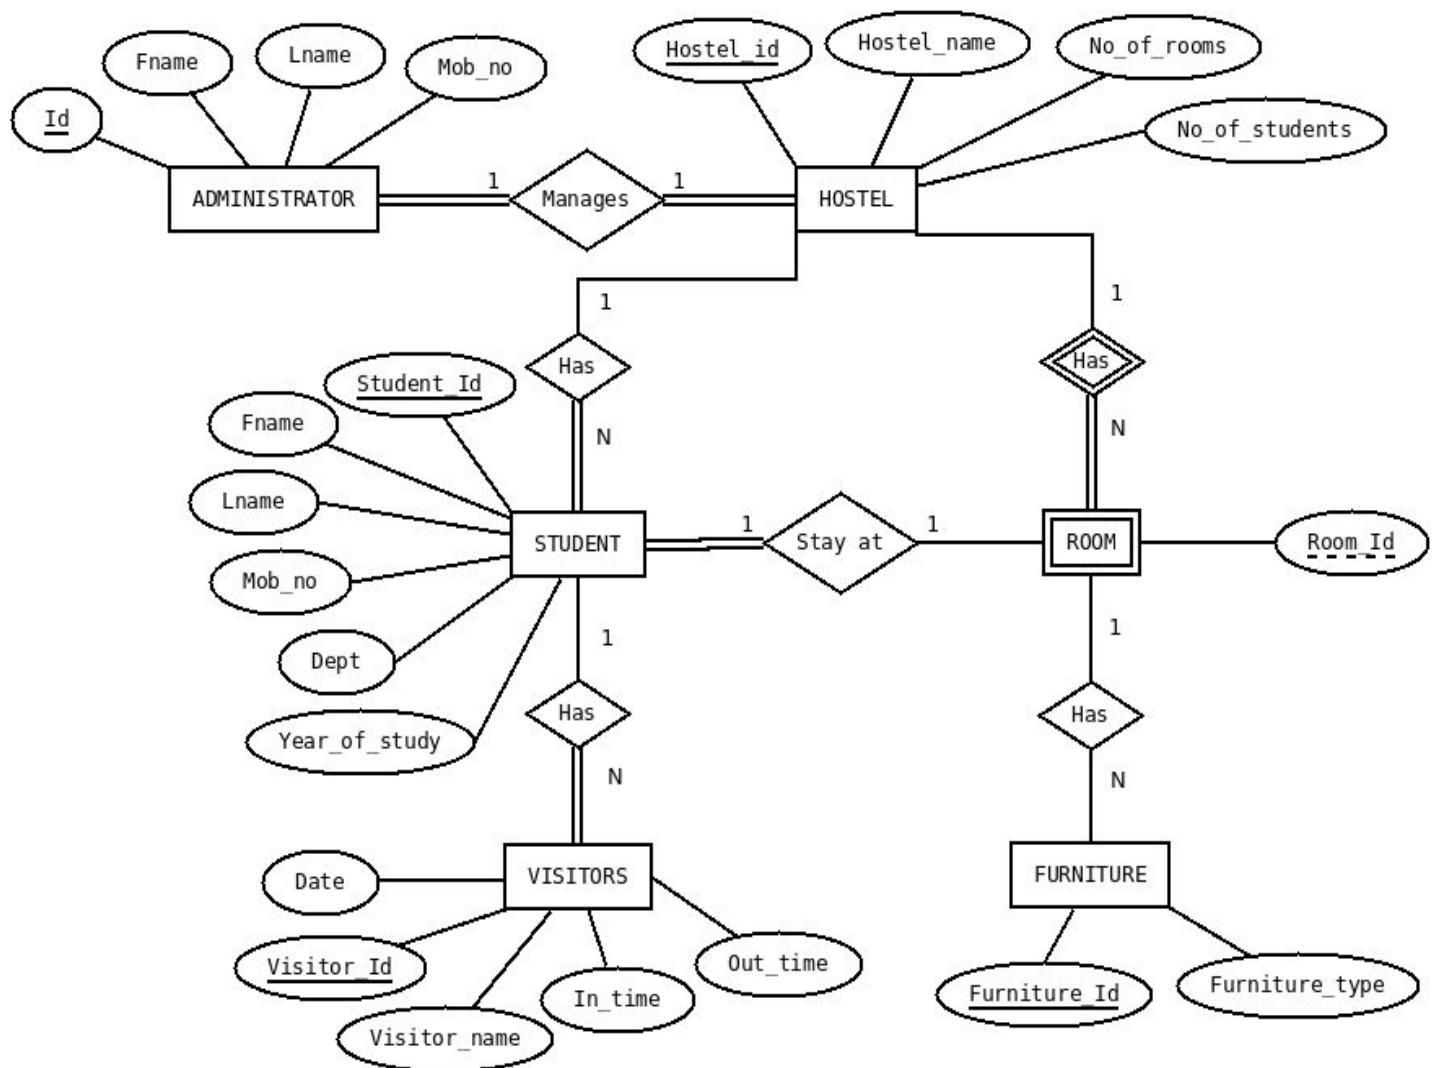 Fname
Lname
Mob_no
Id
Hostel_id
Hostel_name
No_of_rooms
No_of_students
ADMINISTRATOR
1
Manages
1
HOSTEL
1
Has
N
1
Has
N
Student_Id
Fname
Lname
Mob_no
Dept
Year_of_study
STUDENT
1
Stay at
1
ROOM
Room_Id
1
Has
N
1
Has
N
VISITORS
Date
Visitor_Id
Visitor_name
In_time
Out_time
FURNITURE
Furniture_Id
Furniture_type